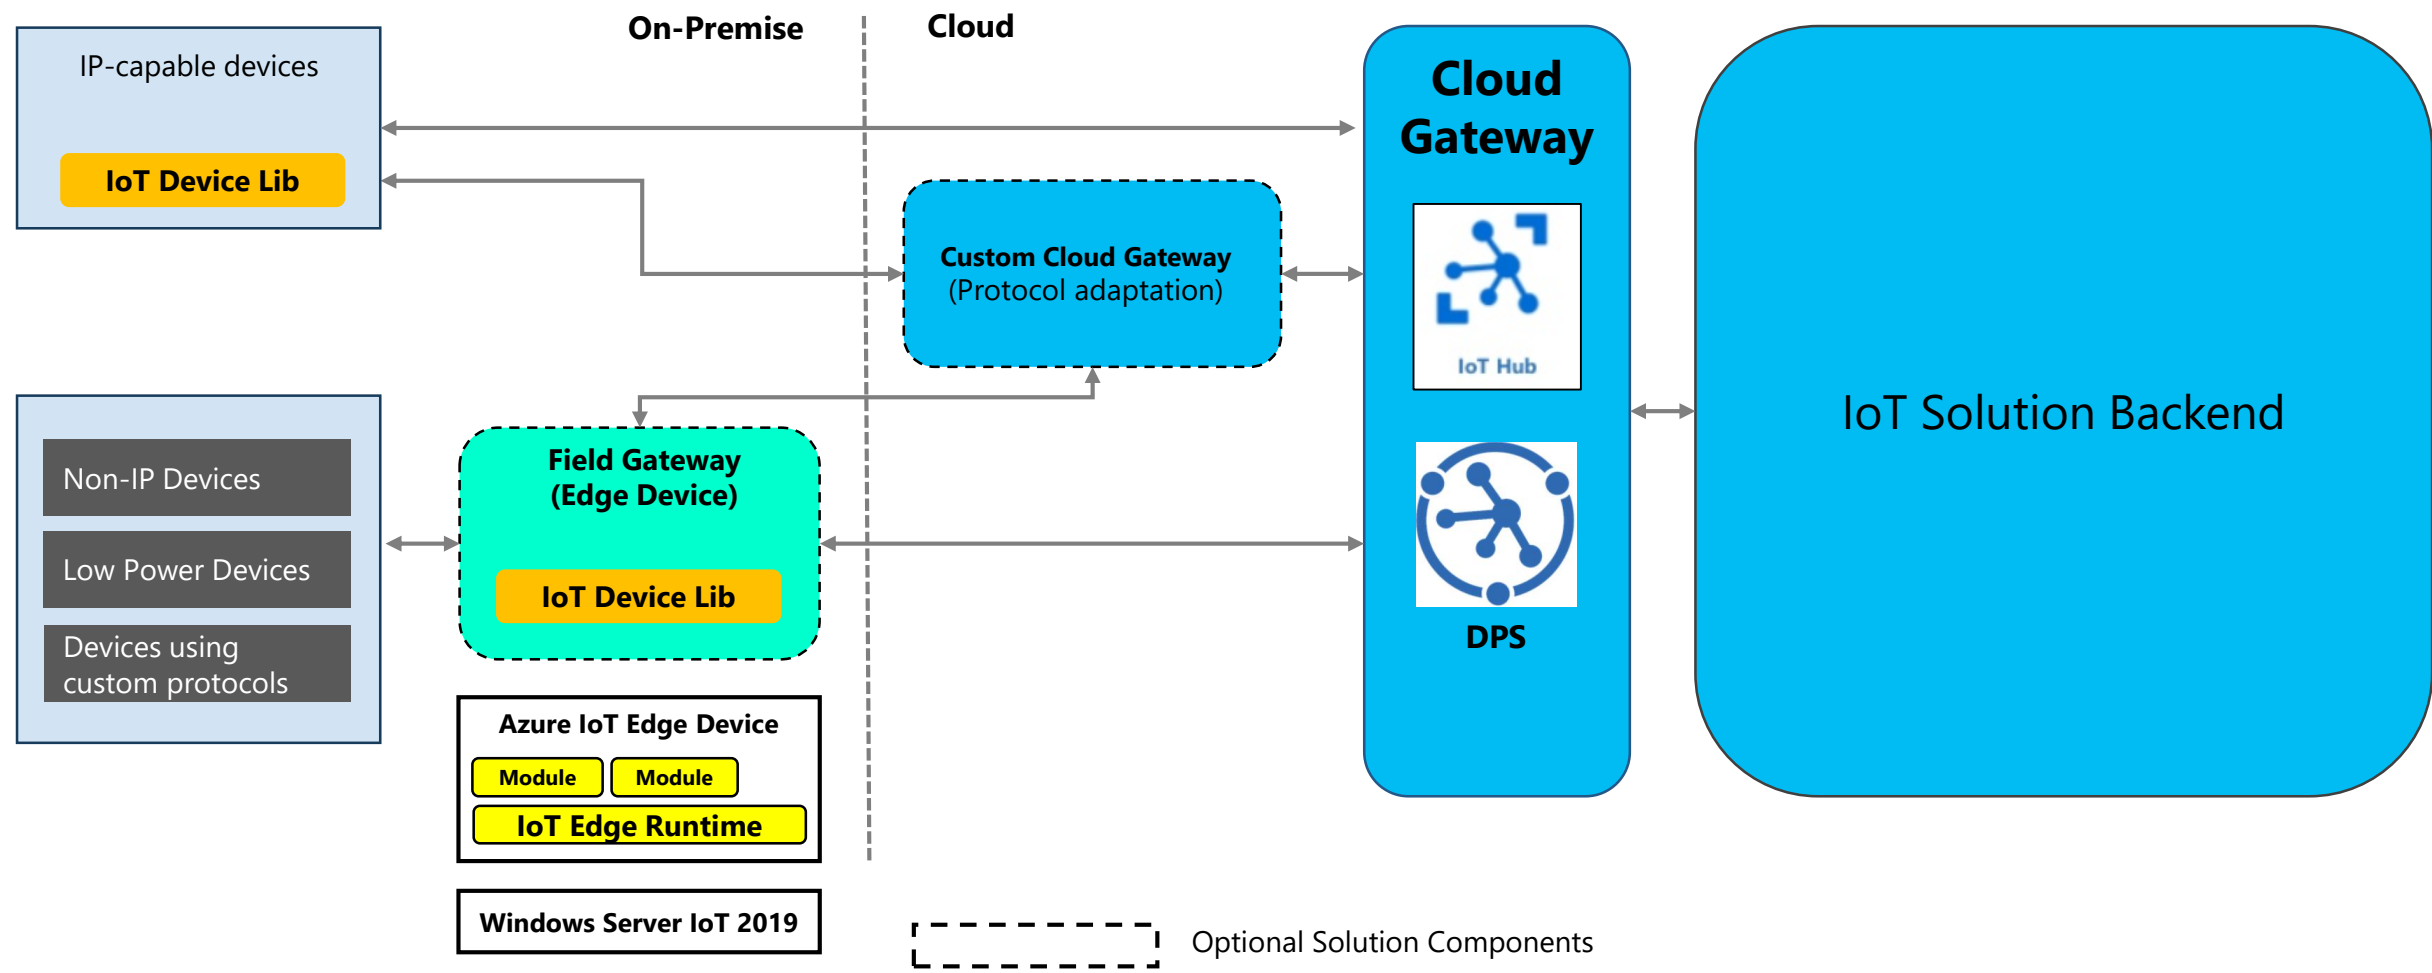 On-Premise
Cloud
IP-capable devices
IoT Device Lib
Cloud
Gateway
Custom Cloud Gateway
(Protocol adaptation)
IoT Hub
IoT Solution Backend
Non-IP Devices
Low Power Devices
Devices using
custom protocols
Field Gateway
(Edge Device)
IoT Device Lib
DPS
Azure IoT Edge Device
Module
Module
IoT Edge Runtime
Windows Server IoT 2019
Optional Solution Components